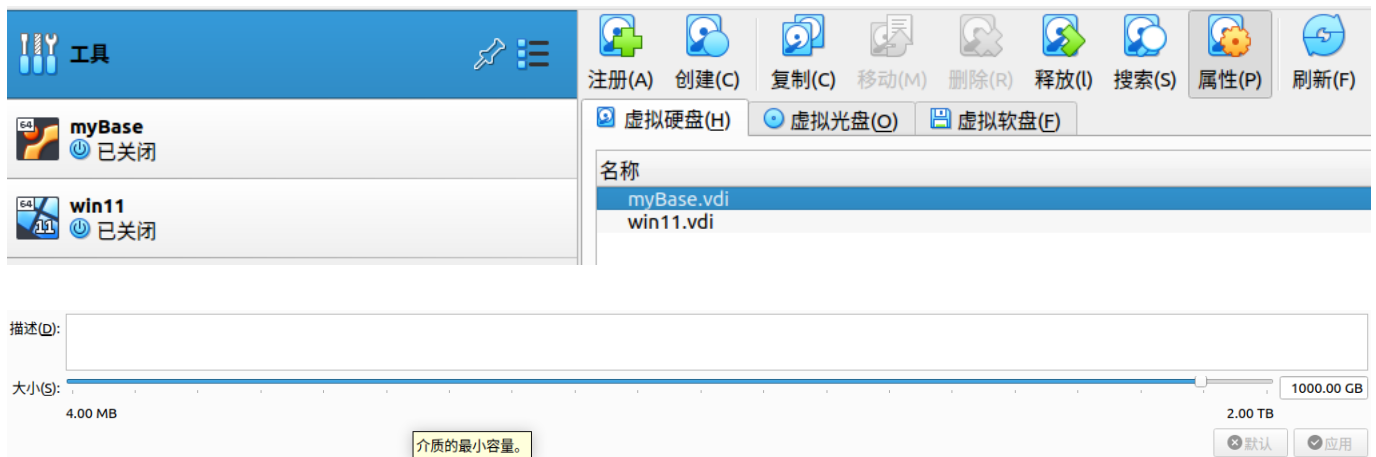 工具
注册(A) 创建(C) 复制(C) 移动(M) 删除(R) 释放(l) 搜索(S) 属性(P) 刷新(F)
虚拟硬盘(H) 虚拟光盘(O) 虚拟软盘(F)
64 myBase
已关闭
名称
myBase.vdi
64 11 win11
已关闭
win11.vdi
描述(D):
大小(S): 1000.00 GB
4.00 MB 2.00 TB
介质的最小容量。 默认 应用